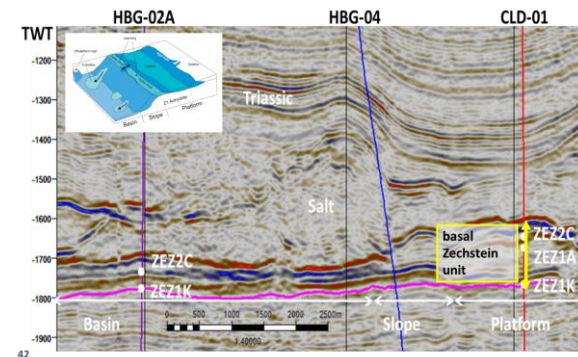 HBG-02A HBG-04 CLD-01
TWT
-1200
-1300
-1400
-1500
-1600
-1700
-1800
-1900
Z1 Anhydrite
Basin Slope Platform
Triassic
Salt
basal
Zechstein
unit
ZEZ2C
ZEZ1A
ZEZ1K
ZEZ2C
ZEZ1K
Basin
Slope
Platform
0 500 1000 1500 2000 2500m
1:40000
42